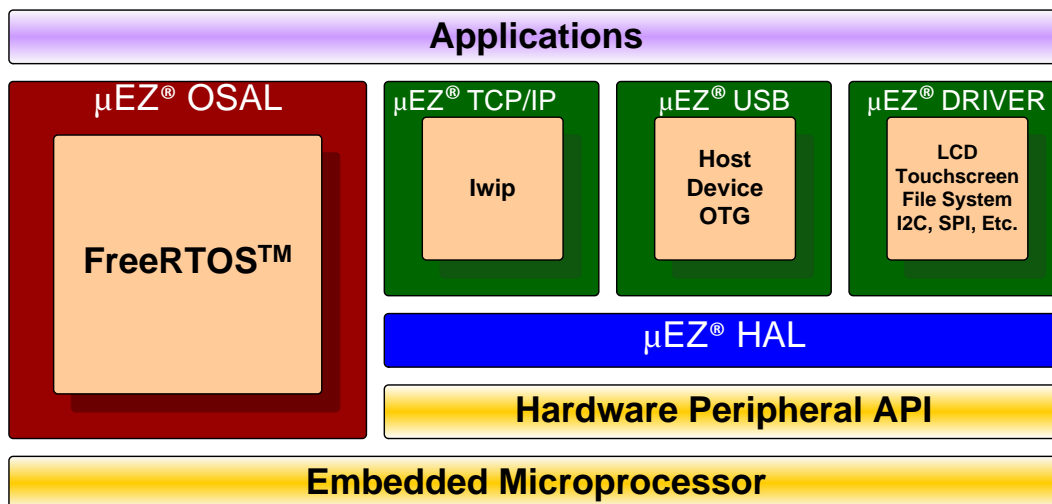 Applications
µEZ® OSAL
FreeRTOS™
µEZ® TCP/IP
lwip
µEZ® USB
Host
Device
OTG
µEZ® DRIVER
LCD
Touchscreen
File System
I2C, SPI, Etc.
µEZ® HAL
Hardware Peripheral API
Embedded Microprocessor